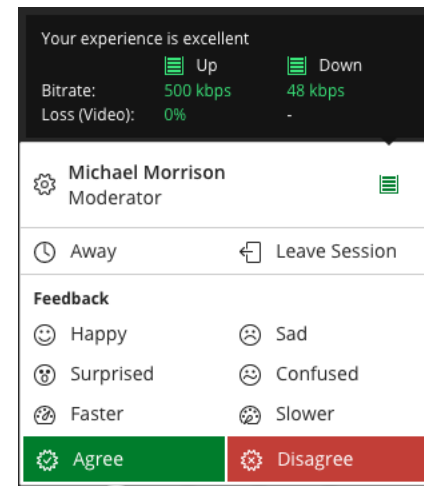 Your experience is excellent
Up Down
Bitrate: 500 kbps 48 kbps
Loss (Video): 0% -
Michael Morrison
Moderator
Away Leave Session
Feedback
Happy Sad
Surprised Confused
Faster Slower
Agree Disagree